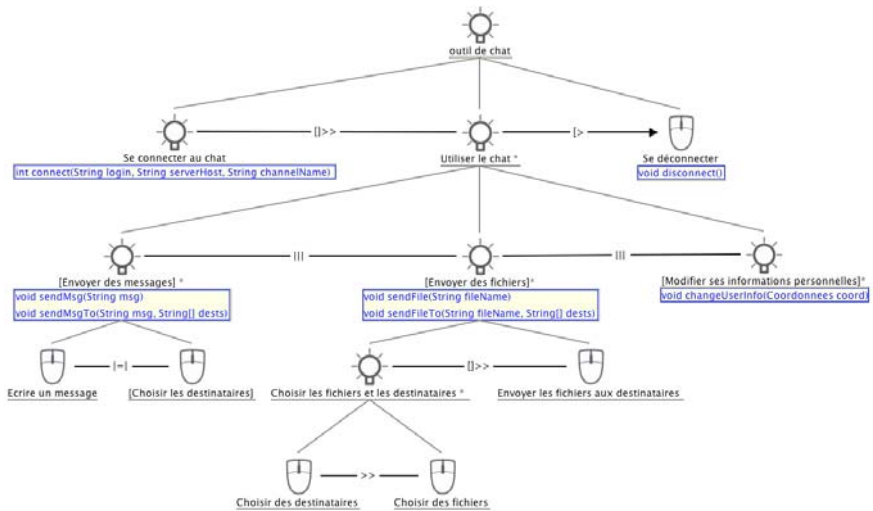 outil de chat
[]>>
[>
Se connecter au chat
int connect(String login, String serverHost, String channelName)
Utiliser le chat *
Se déconnecter
void disconnect()
|||
|||
[Envoyer des messages] *
void sendMsg(String msg)
void sendMsgTo(String msg, String[] dests)
[Envoyer des fichiers]*
void sendFile(String fileName)
void sendFileTo(String fileName, String[] dests)
[Modifier ses informations personnelles]*
void changeUserInfo(Coordonnees coord)
|=|
[]>>
Ecrire un message
[Choisir les destinataires]
Choisir les fichiers et les destinataires *
Envoyer les fichiers aux destinataires
>>
Choisir des destinataires
Choisir des fichiers